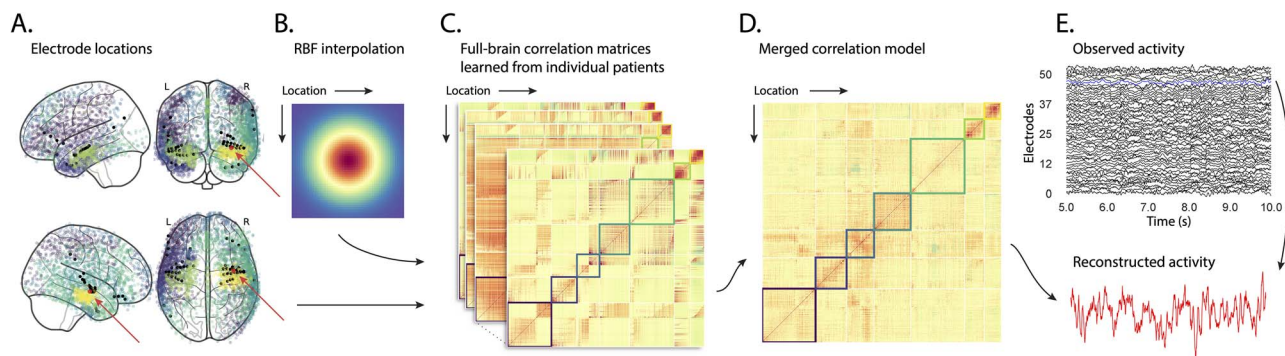 A.
Electrode locations
L
R
L
R
B.
RBF interpolation
Location
C.
Full-brain correlation matrices
learned from individual patients
Location
D.
Merged correlation model
Location
E.
Observed activity
Electrodes
50
37
25
12
0
5.0 6.0 7.0 8.0 9.0 10.0
Time (s)
Reconstructed activity